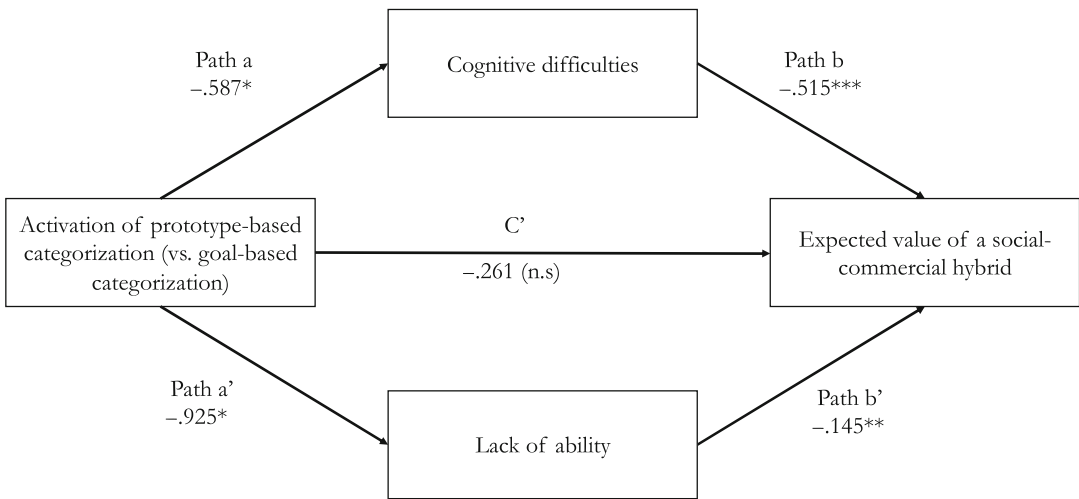 Path a
–.587*
Cognitive difficulties
Path b
–.515***
Activation of prototype-based
categorization (vs. goal-based
categorization)
C’
–.261 (n.s)
Expected value of a social-
commercial hybrid
Path a’
–.925*
Lack of ability
Path b’
–.145**